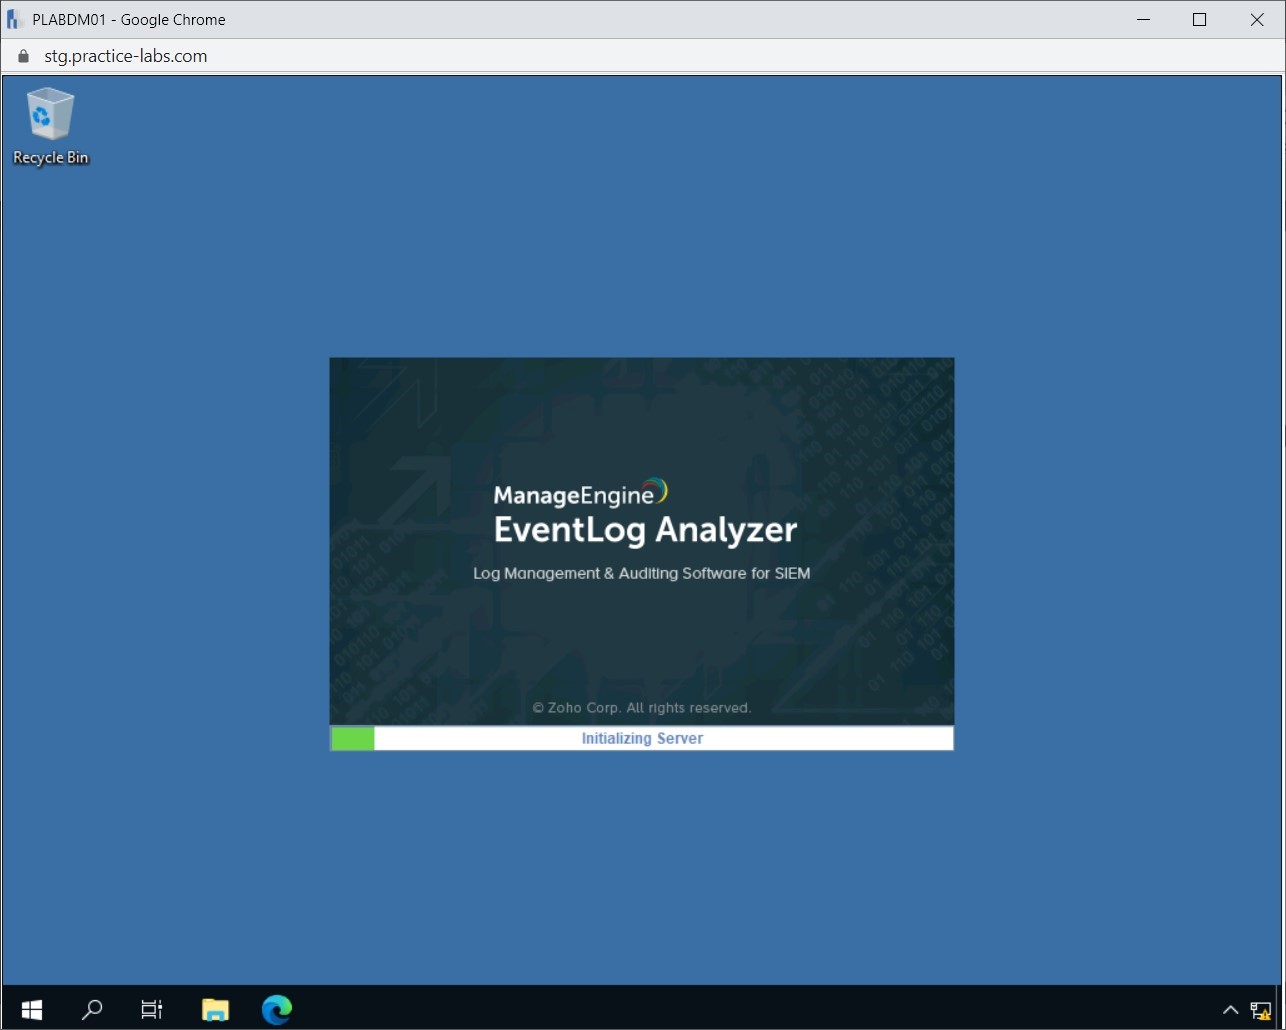 PLABDM01 - Google Chrome
stg.practice-labs.com
Recycle Bin
ManageEngine
EventLog Analyzer
Log Management & Auditing Software for SIEM
© Zoho Corp. All rights reserved.
Initializing Server